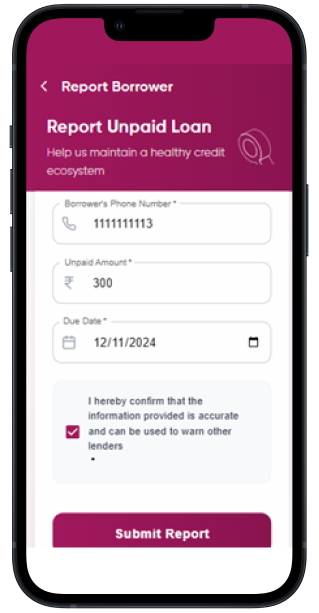 Report Borrower
Report Unpaid Loan
Help us maintain a healthy credit
ecosystem
Borrower's Phone Number *
1111111113
Unpaid Amount *
₹ 300
Due Date *
12/11/2024
I hereby confirm that the
information provided is accurate
and can be used to warn other
lenders
Submit Report